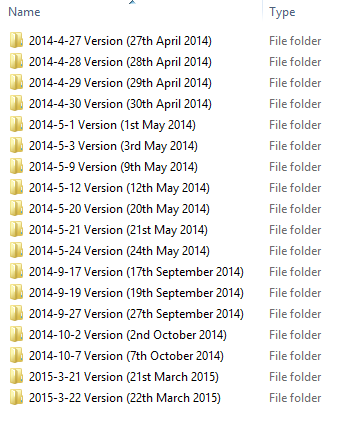 Name Type
2014-4-27 Version (27th April 2014) File folder
2014-4-28 Version (28th April 2014) File folder
2014-4-29 Version (29th April 2014) File folder
2014-4-30 Version (30th April 2014) File folder
2014-5-1 Version (1st May 2014) File folder
2014-5-3 Version (3rd May 2014) File folder
2014-5-9 Version (9th May 2014) File folder
2014-5-12 Version (12th May 2014) File folder
2014-5-20 Version (20th May 2014) File folder
2014-5-21 Version (21st May 2014) File folder
2014-5-24 Version (24th May 2014) File folder
2014-9-17 Version (17th September 2014) File folder
2014-9-19 Version (19th September 2014) File folder
2014-9-27 Version (27th September 2014) File folder
2014-10-2 Version (2nd October 2014) File folder
2014-10-7 Version (7th October 2014) File folder
2015-3-21 Version (21st March 2015) File folder
2015-3-22 Version (22th March 2015) File folder